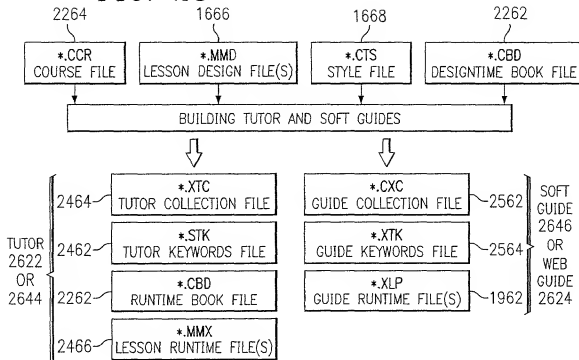 2264
1666
1668
2262
*.CCR
COURSE FILE
*.MMD
LESSON DESIGN FILE(S)
*.CTS
STYLE FILE
*.CBD
DESIGNTIME BOOK FILE
BUILDING TUTOR AND SOFT GUIDES
TUTOR
2622
OR
2644
2464
*.XTC
TUTOR COLLECTION FILE
2462
*.STK
TUTOR KEYWORDS FILE
2262
*.CBD
RUNTIME BOOK FILE
2466
*.MMX
LESSON RUNTIME FILE(S)
*.CXC
GUIDE COLLECTION FILE
2562
*.XTK
GUIDE KEYWORDS FILE
2564
*.XLP
GUIDE RUNTIME FILE(S)
1962
SOFT
GUIDE
2646
OR
WEB
GUIDE
2624